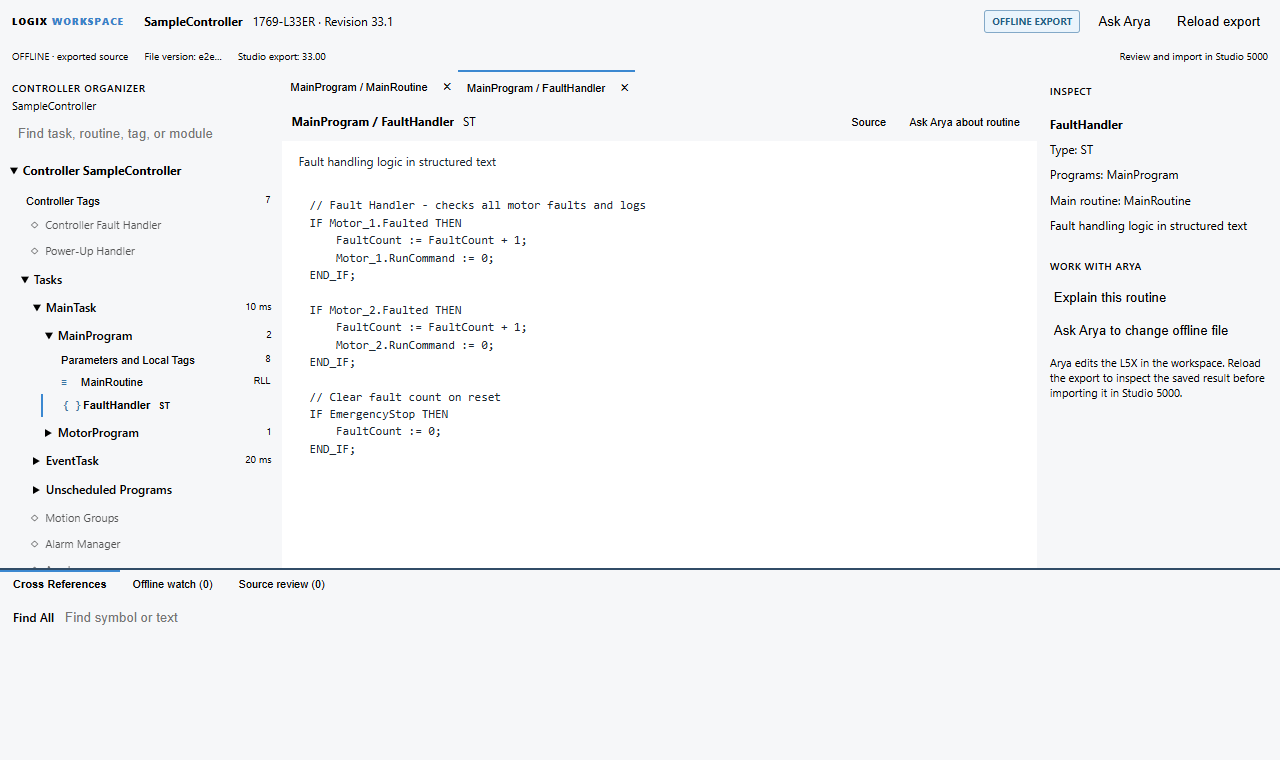 LOGIX WORKSPACE SampleController 1769-L33ER · Revision 33.1 OFFLINE EXPORT Ask Arya Reload export
OFFLINE · exported source File version: e2e... Studio export: 33.00 Review and import in Studio 5000
CONTROLLER ORGANIZER
SampleController
Find task, routine, tag, or module
Controller SampleController
Controller Tags 7
Controller Fault Handler
Power-Up Handler
Tasks
MainTask 10 ms
MainProgram 2
Parameters and Local Tags 8
≡ MainRoutine RLL
{ } FaultHandler ST
MotorProgram 1
EventTask 20 ms
Unscheduled Programs
Motion Groups
Alarm Manager
MainProgram / MainRoutine × MainProgram / FaultHandler ×
MainProgram / FaultHandler ST Source Ask Arya about routine
Fault handling logic in structured text
// Fault Handler - checks all motor faults and logs
IF Motor_1.Faulted THEN
    FaultCount := FaultCount + 1;
    Motor_1.RunCommand := 0;
END_IF;
IF Motor_2.Faulted THEN
    FaultCount := FaultCount + 1;
    Motor_2.RunCommand := 0;
END_IF;
// Clear fault count on reset
IF EmergencyStop THEN
    FaultCount := 0;
END_IF;
INSPECT
FaultHandler
Type: ST
Programs: MainProgram
Main routine: MainRoutine
Fault handling logic in structured text
WORK WITH ARYA
Explain this routine
Ask Arya to change offline file
Arya edits the L5X in the workspace. Reload
the export to inspect the saved result before
importing it in Studio 5000.
Cross References Offline watch (0) Source review (0)
Find All Find symbol or text